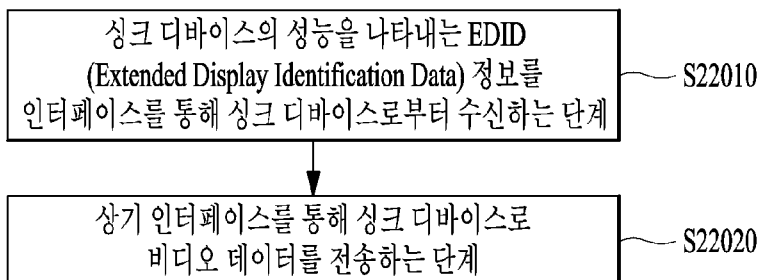 싱크 디바이스의 성능을 나타내는 EDID
(Extended Display Identification Data) 정보를
인터페이스를 통해 싱크 디바이스로부터 수신하는 단계
S22010
상기 인터페이스를 통해 싱크 디바이스로
비디오 데이터를 전송하는 단계
S22020